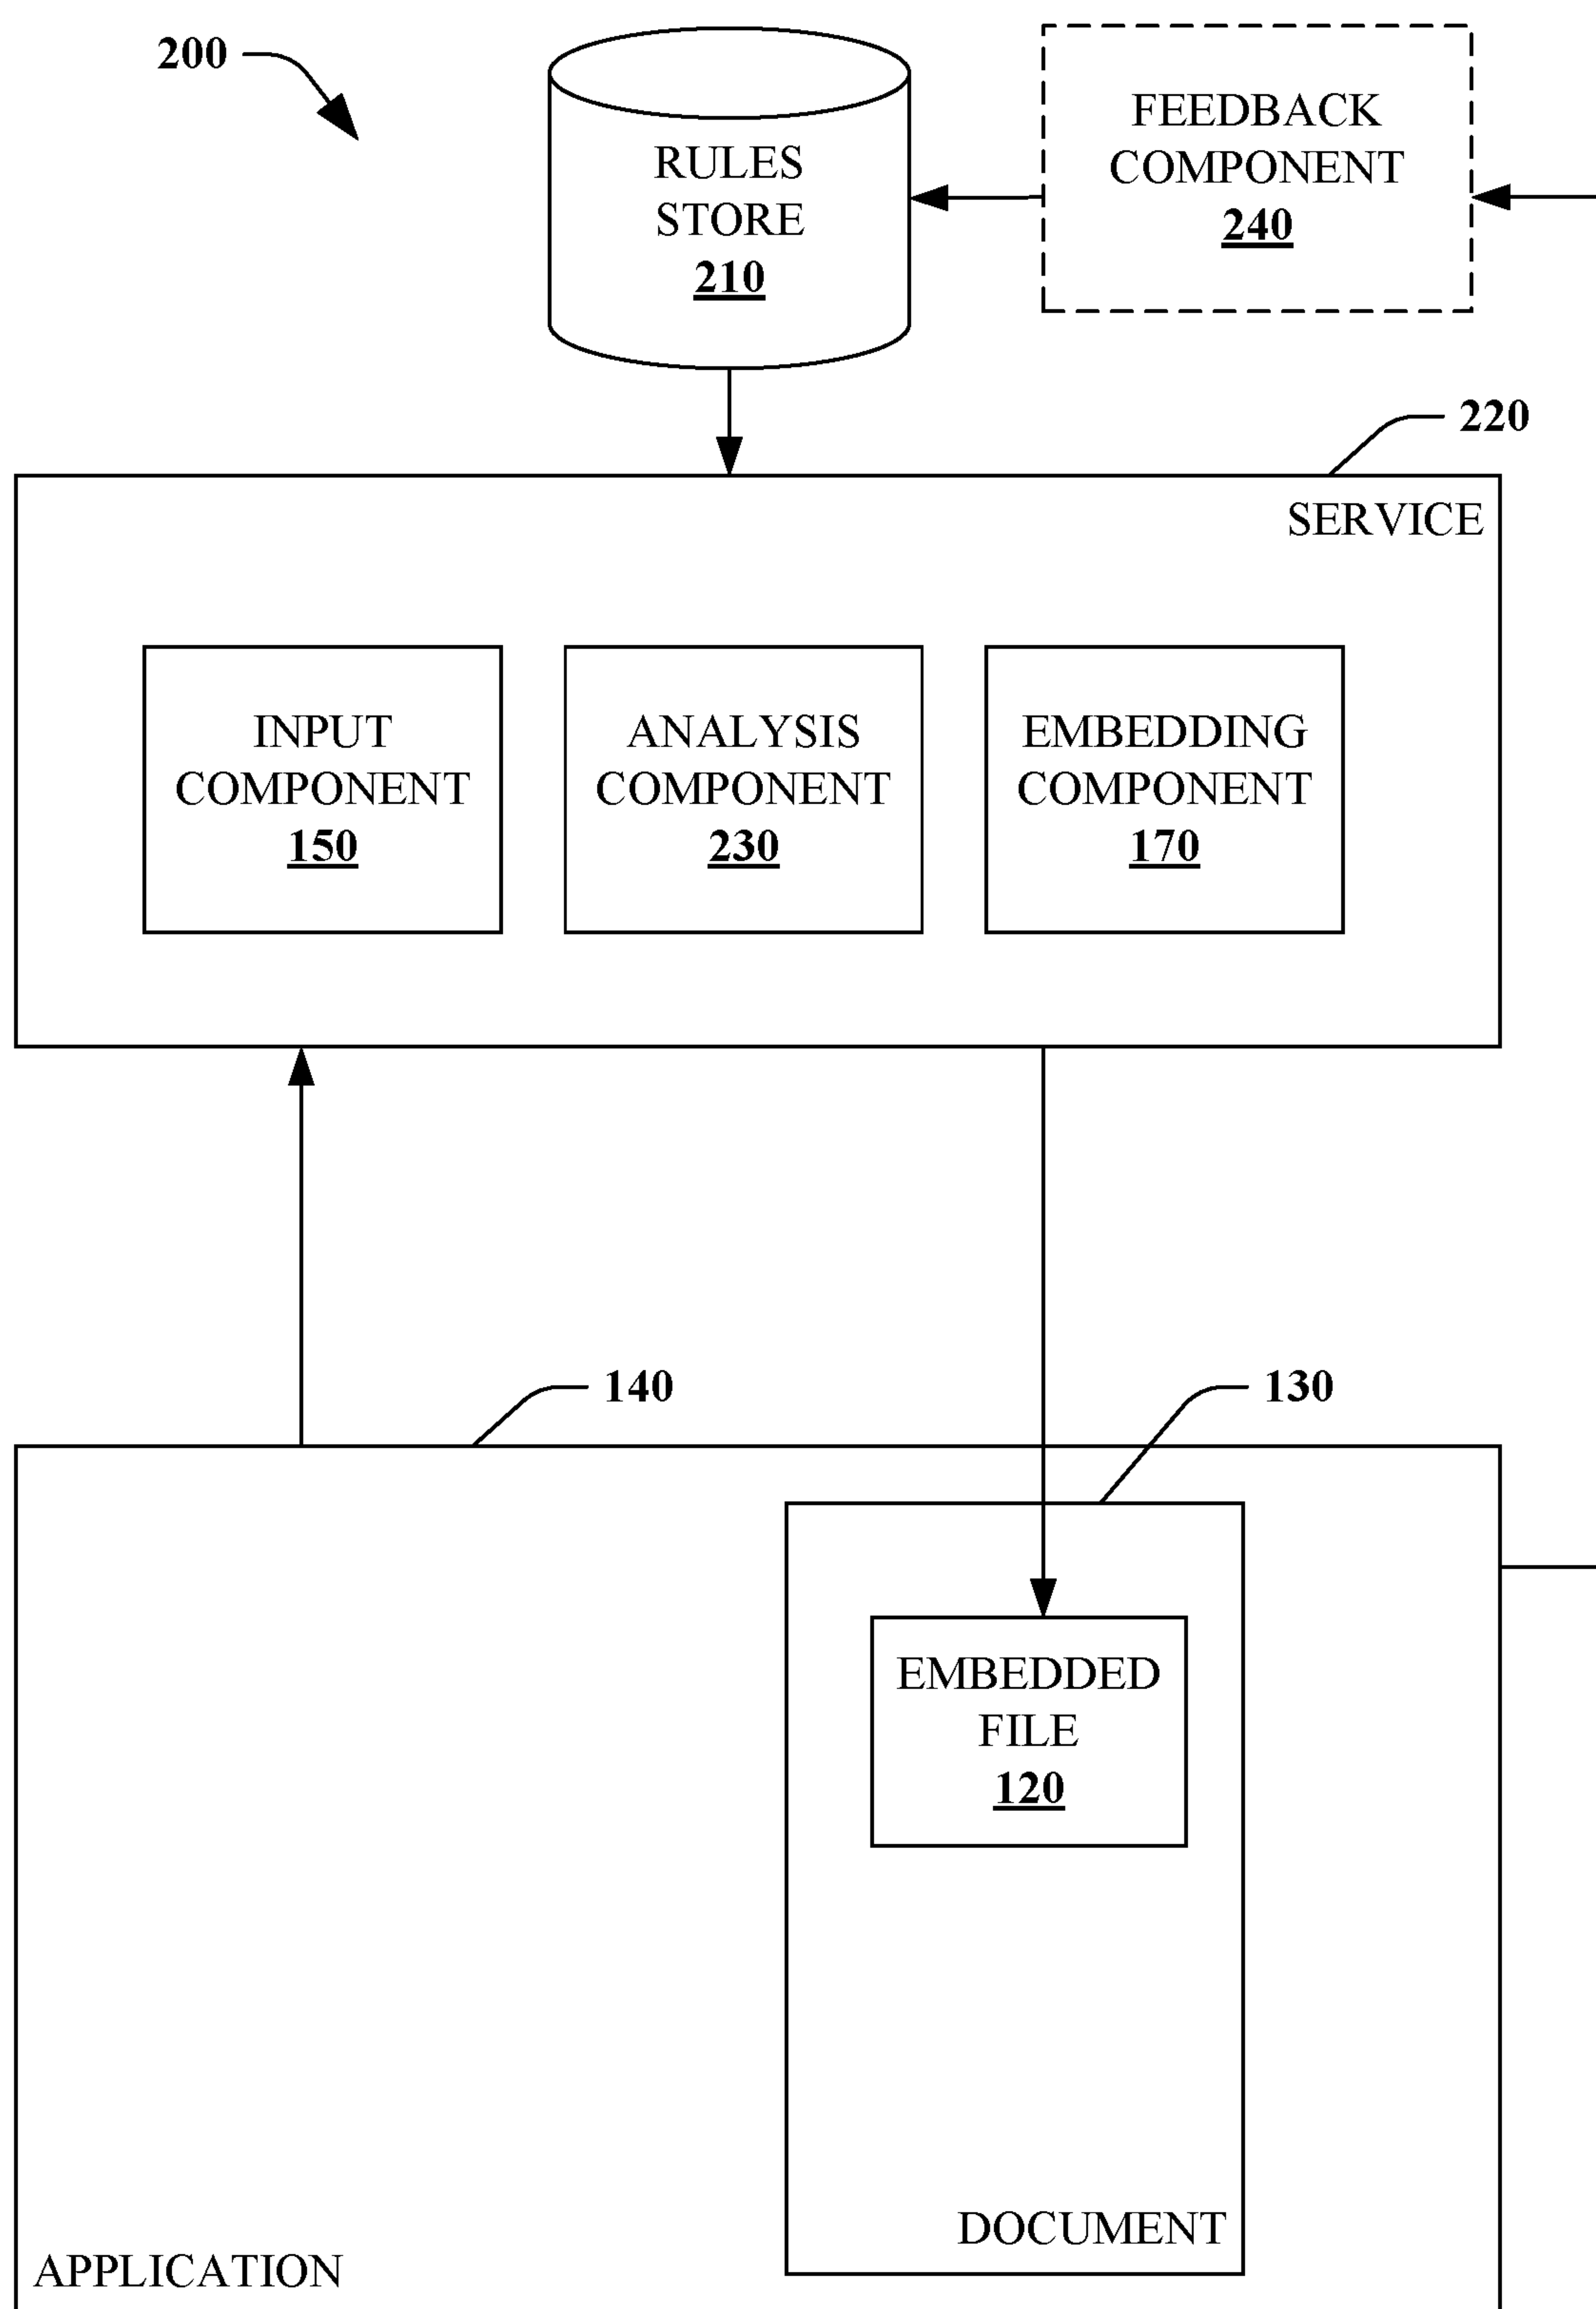 200
RULES
STORE
210
FEEDBACK
COMPONENT
240
220
SERVICE
INPUT
COMPONENT
150
ANALYSIS
COMPONENT
230
EMBEDDING
COMPONENT
170
140
130
EMBEDDED
FILE
120
DOCUMENT
APPLICATION